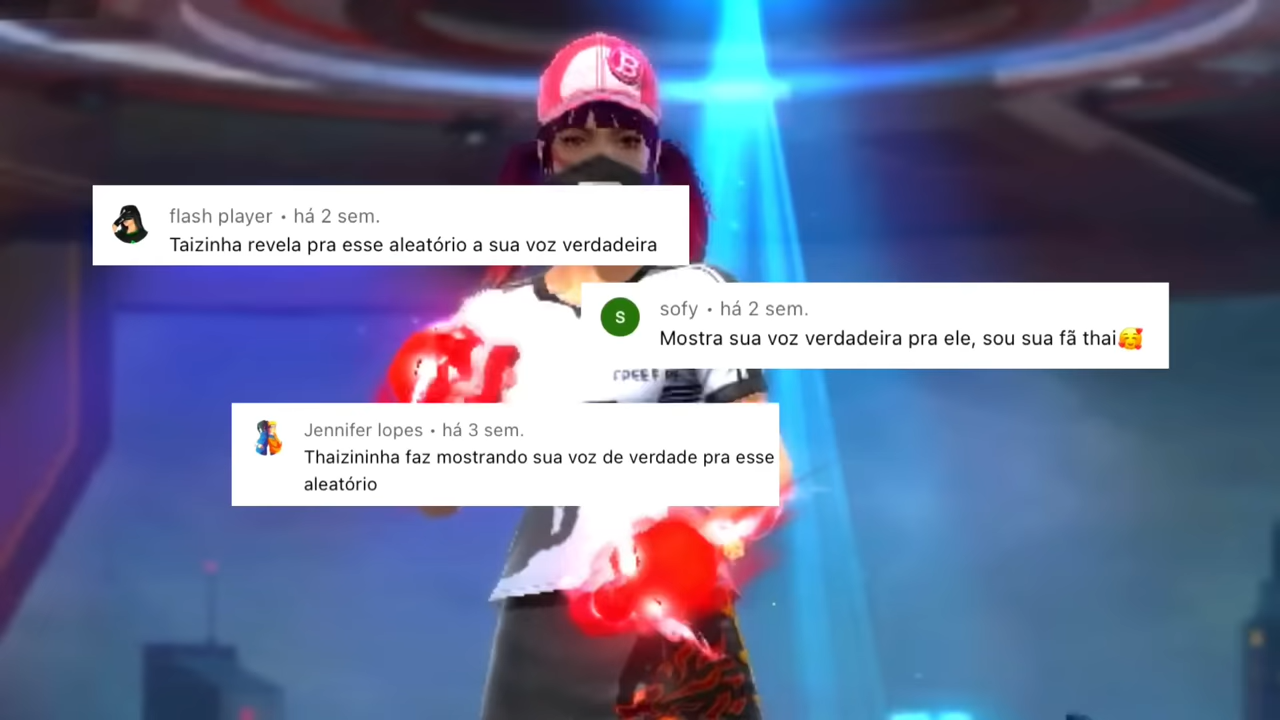 B
flash player • há 2 sem.
Taizinha revela pra esse aleatório a sua voz verdadeira
S
sofy • há 2 sem.
Mostra sua voz verdadeira pra ele, sou sua fã thai🥰
FREE FIRE
Jennifer lopes • há 3 sem.
Thaizininha faz mostrando sua voz de verdade pra esse
aleatório